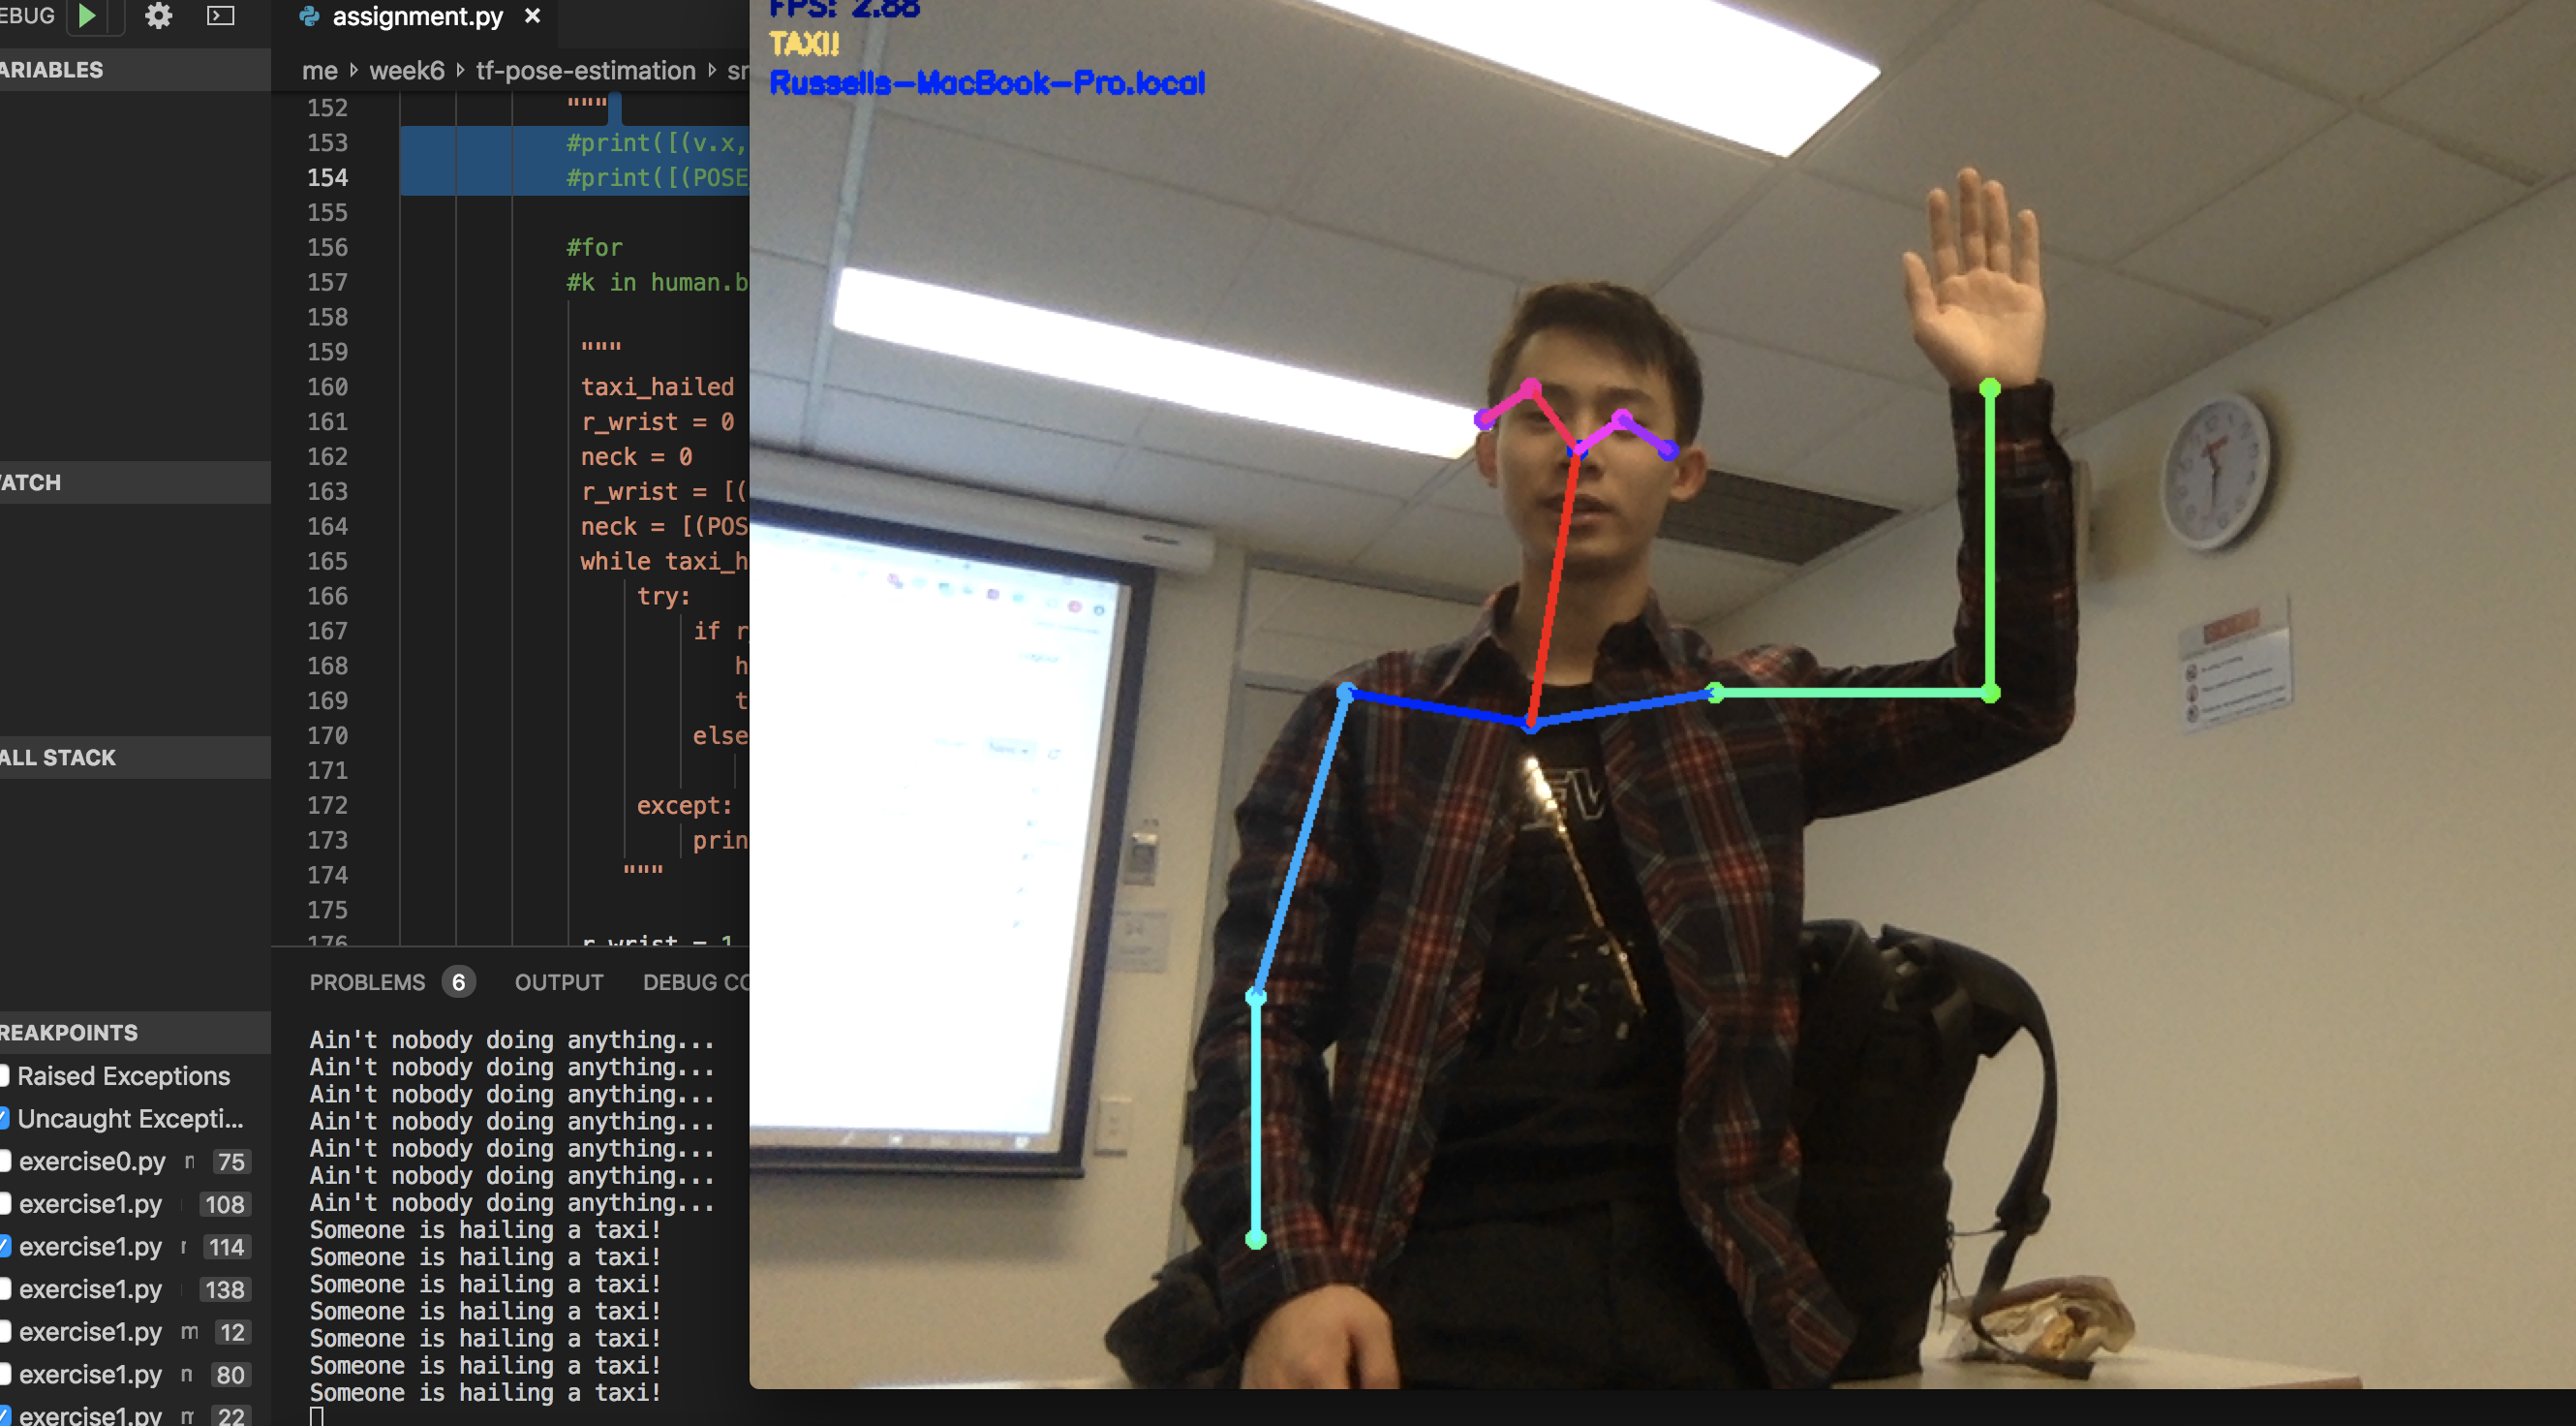 EBUG
assignment.py
ARIABLES
me › week6 › tf-pose-estimation › sr
152 """
153 #print([(v.x,
154 #print([(POSE
155
156 #for
157 #k in human.b
158
159 """
160 taxi_hailed
161 r_wrist = 0
162 neck = 0
163 r_wrist = [(
164 neck = [(POS
165 while taxi_h
166 try:
167 if r
168 h
169 t
170 else
171
172 except:
173 prin
174 """
175
176 r_wrist = 1
ATCH
ALL STACK
REAKPOINTS
Raised Exceptions
Uncaught Excepti...
exercise0.py 75
exercise1.py 108
exercise1.py 114
exercise1.py 138
exercise1.py m 12
exercise1.py 80
exercise1.py 22
PROBLEMS 6 OUTPUT DEBUG CO
Ain't nobody doing anything...
Ain't nobody doing anything...
Ain't nobody doing anything...
Ain't nobody doing anything...
Ain't nobody doing anything...
Ain't nobody doing anything...
Ain't nobody doing anything...
Someone is hailing a taxi!
Someone is hailing a taxi!
Someone is hailing a taxi!
Someone is hailing a taxi!
Someone is hailing a taxi!
Someone is hailing a taxi!
Someone is hailing a taxi!
FPS: 2.88
TAXI!
Russells-MacBook-Pro.local